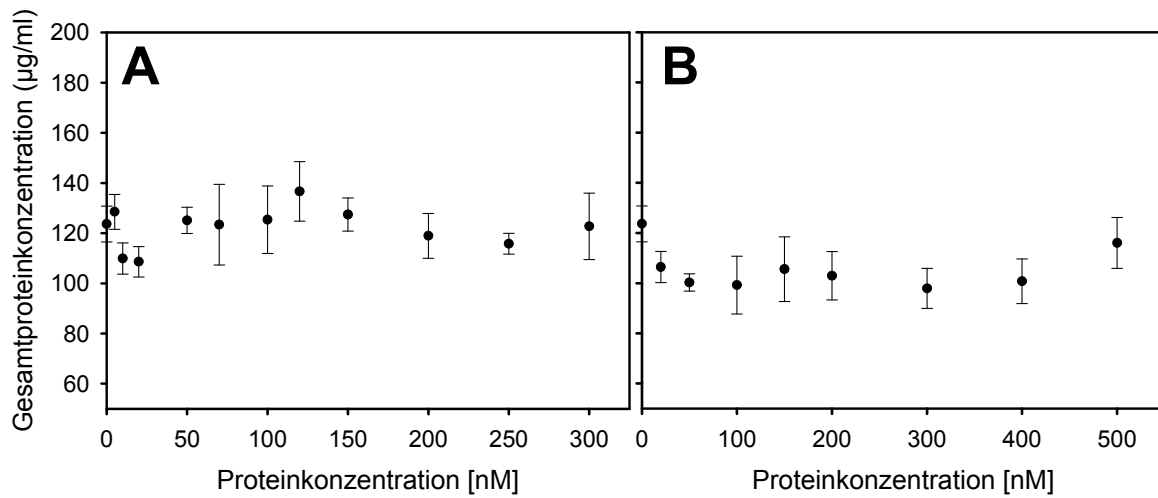 A
B
Gesamtproteinkonzentration (µg/ml)
200
180
160
140
120
100
80
60
0 50 100 150 200 250 300
0 100 200 300 400 500
Proteinkonzentration [nM]
Proteinkonzentration [nM]